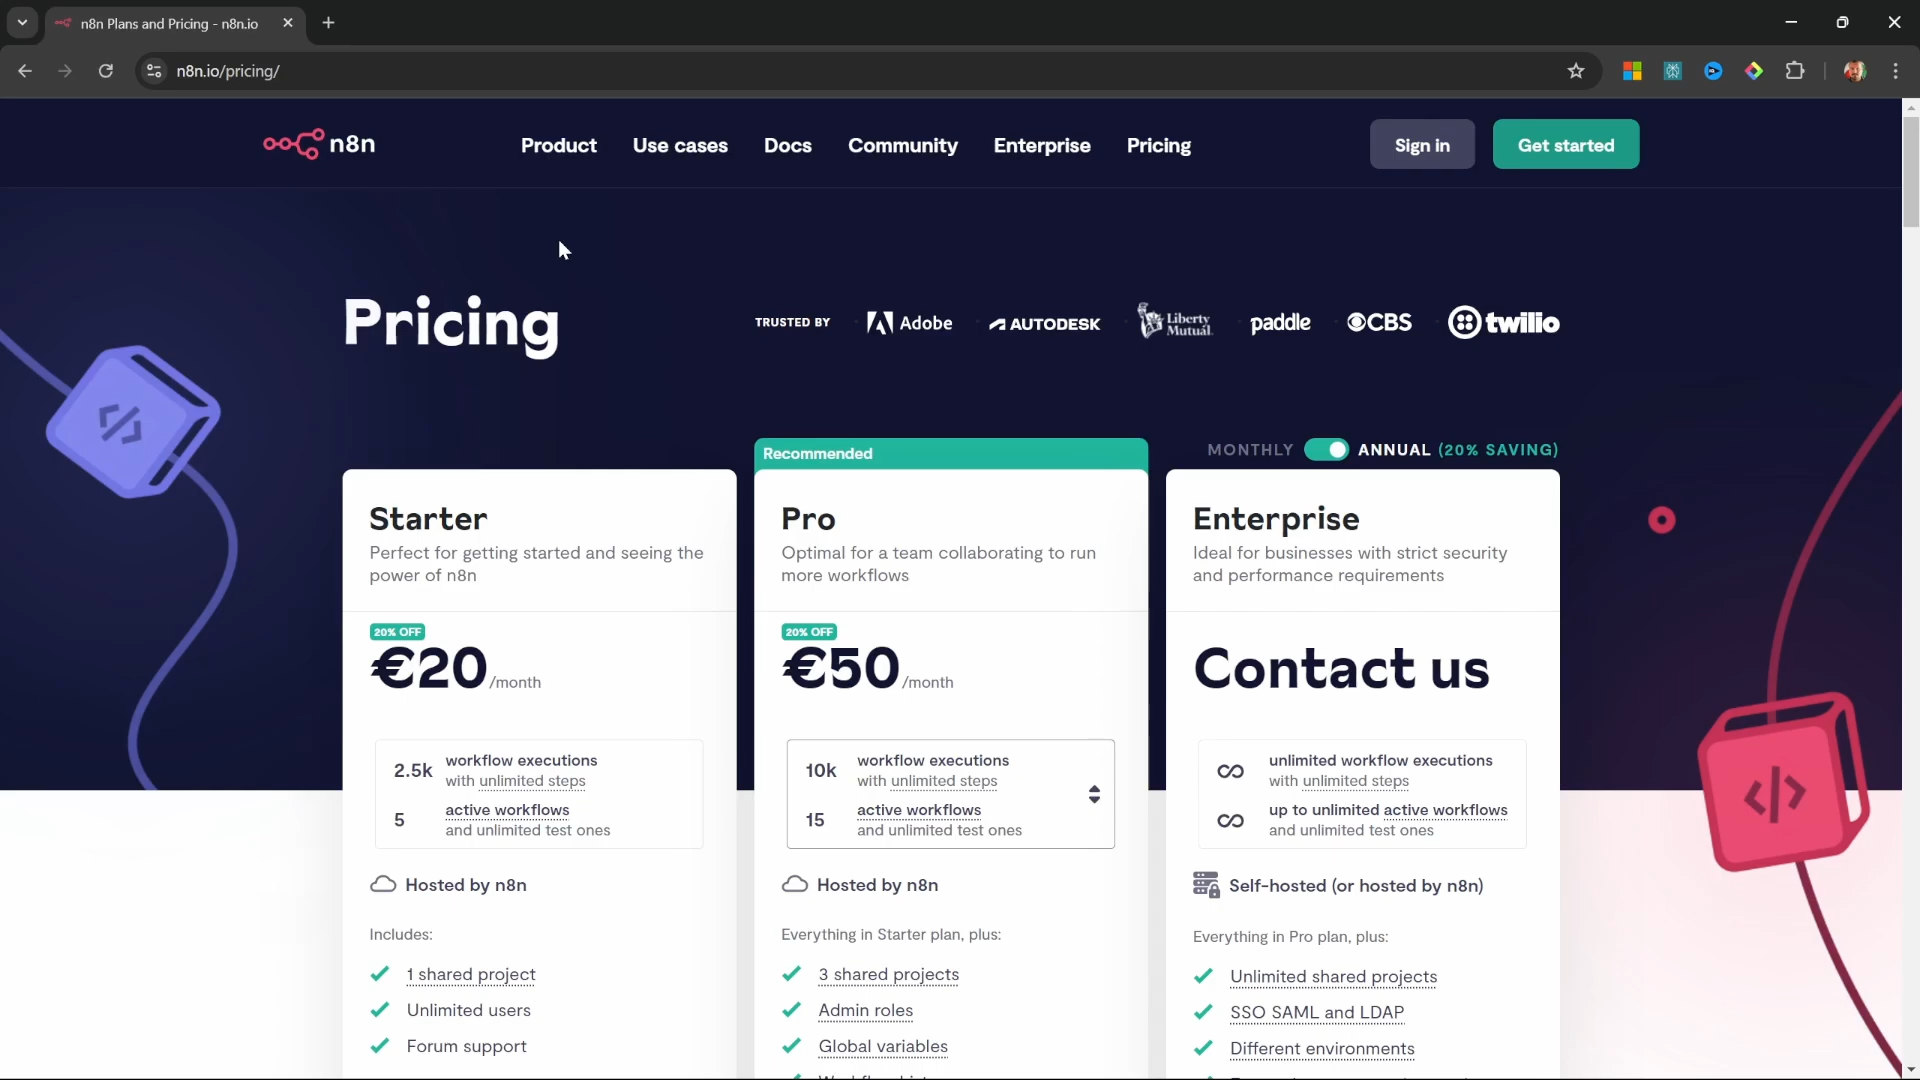 n8n Plans and Pricing - n8n.io
n8n.io/pricing/
n8n
Product
Use cases
Docs
Community
Enterprise
Pricing
Sign in
Get started
Pricing
TRUSTED BY
Adobe
AUTODESK
Liberty
Mutual
paddle
CBS
twilio
MONTHLY
ANNUAL (20% SAVING)
Starter
Perfect for getting started and seeing the
power of n8n
20% OFF
€20/month
2.5k workflow executions
with unlimited steps
5 active workflows
and unlimited test ones
Hosted by n8n
Includes:
1 shared project
Unlimited users
Forum support
Recommended
Pro
Optimal for a team collaborating to run
more workflows
20% OFF
€50/month
10k workflow executions
with unlimited steps
15 active workflows
and unlimited test ones
Hosted by n8n
Everything in Starter plan, plus:
3 shared projects
Admin roles
Global variables
Enterprise
Ideal for businesses with strict security
and performance requirements
Contact us
∞ unlimited workflow executions
with unlimited steps
∞ up to unlimited active workflows
and unlimited test ones
Self-hosted (or hosted by n8n)
Everything in Pro plan, plus:
Unlimited shared projects
SSO SAML and LDAP
Different environments